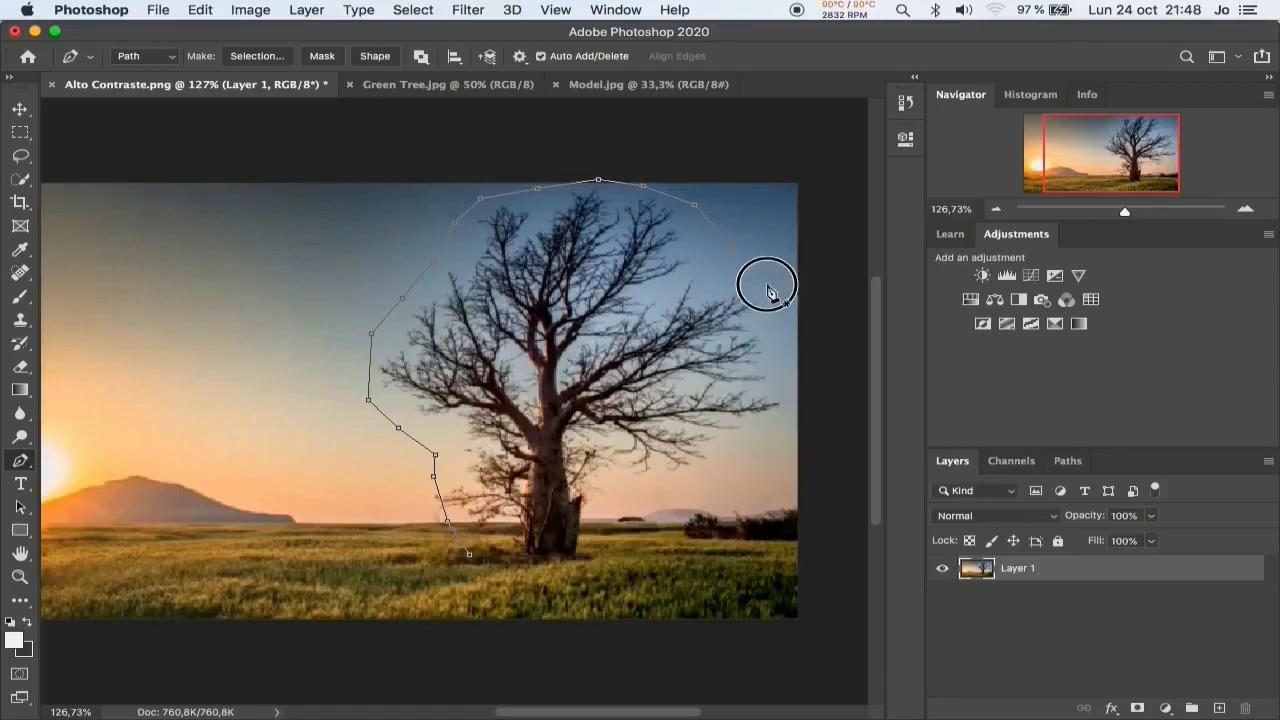 Photoshop File Edit Image Layer Type Select Filter 3D View Window Help 90°C / 90°C 2832 RPM 97 % Lun 24 oct 21:48 Jo
Adobe Photoshop 2020
Path Make: Selection... Mask Shape Auto Add/Delete Align Edges
Alto Contraste.png @ 127% (Layer 1, RGB/8*) * Green Tree.jpg @ 50% (RGB/8) Model.jpg @ 33,3% (RGB/8#)
Navigator Histogram Info
126,73%
Learn Adjustments
Add an adjustment
Layers Channels Paths
Kind
Normal Opacity: 100%
Lock: Fill: 100%
Layer 1
126,73% Doc: 760,8K/760,8K